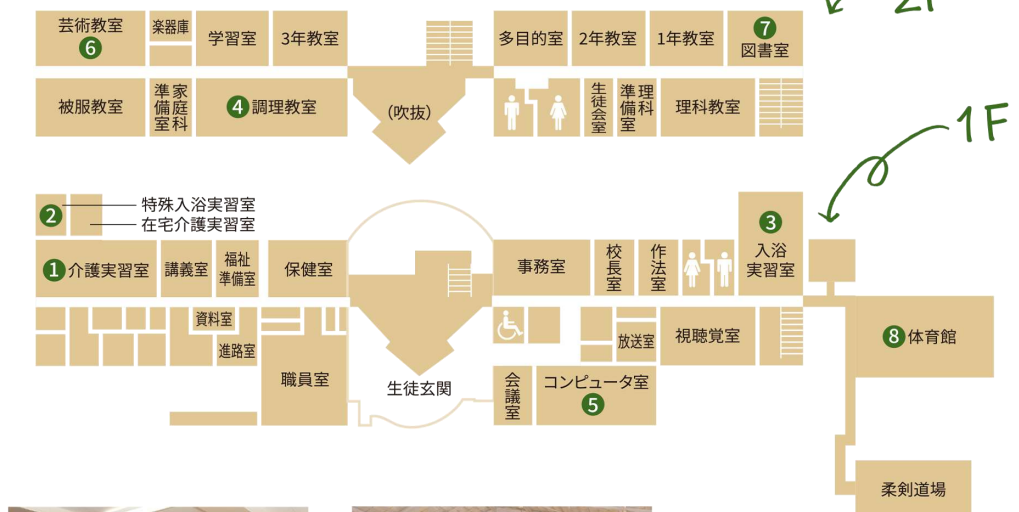 2F
芸術教室
6
楽器庫
学習室
3年教室
多目的室
2年教室
1年教室
7
図書室
被服教室
家庭科
準備室
4 調理教室
(吹抜)
生徒会室
理科
準備室
理科教室
1F
2
特殊入浴実習室
在宅介護実習室
1 介護実習室
講義室
福祉
準備室
保健室
事務室
校長室
作法室
3
入浴
実習室
資料室
進路室
職員室
生徒玄関
放送室
視聴覚室
会議室
コンピュータ室
5
8 体育館
柔剣道場